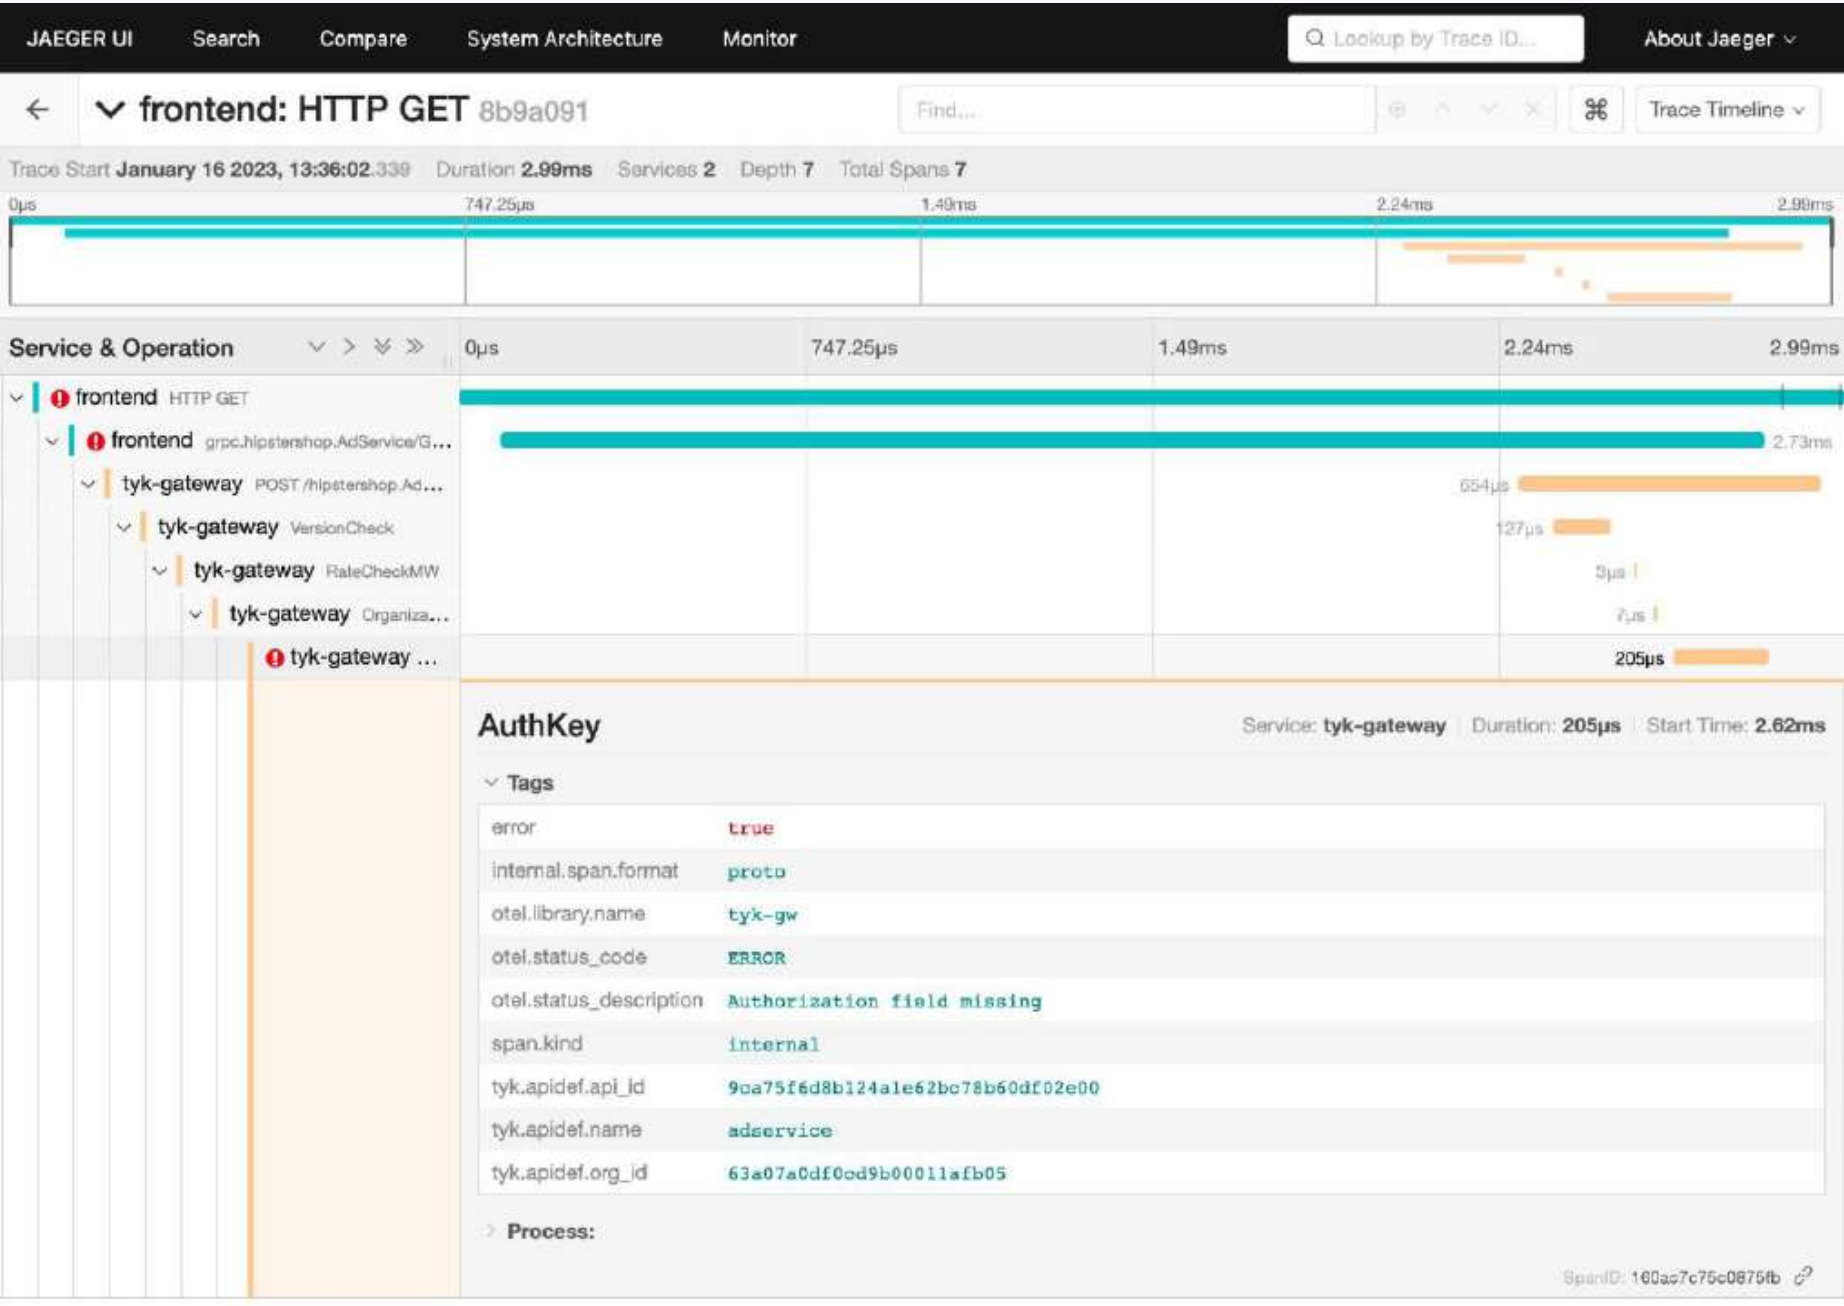 JAEGER UI Search Compare System Architecture Monitor Lookup by Trace ID... About Jaeger
frontend: HTTP GET 8b9a091 Find... Trace Timeline
Trace Start January 16 2023, 13:36:02.339 Duration 2.99ms Services 2 Depth 7 Total Spans 7
0μs 747.25μs 1.49ms 2.24ms 2.99ms
Service & Operation 0μs 747.25μs 1.49ms 2.24ms 2.99ms
frontend HTTP GET
frontend grpc.hipstershop.AdService/G... 2.73ms
tyk-gateway POST /hipstershop.Ad... 654μs
tyk-gateway VersionCheck 127μs
tyk-gateway RateCheckMW 3μs
tyk-gateway Organiza... 7μs
tyk-gateway ... 205μs
AuthKey Service: tyk-gateway Duration: 205μs Start Time: 2.62ms
Tags
error true
internal.span.format proto
otel.library.name tyk-gw
otel.status_code ERROR
otel.status_description Authorization field missing
span.kind internal
tyk.apidef.api_id
tyk.apidef.name adservice
tyk.apidef.org_id
Process:
SpanID: